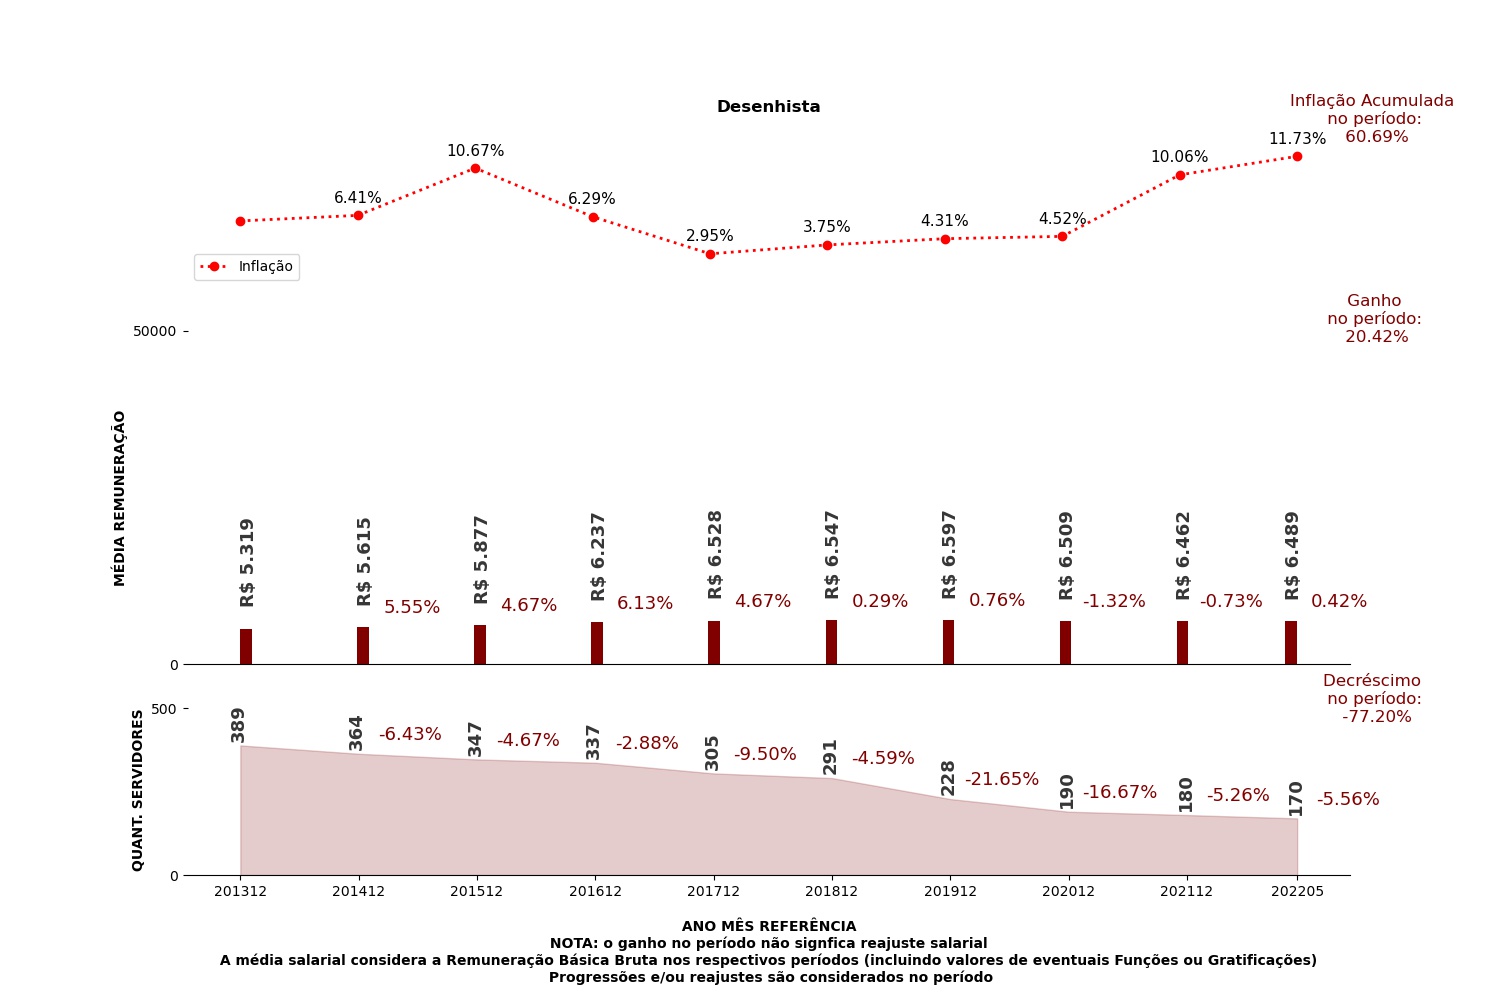 Desenhista
Inflação Acumulada
no período:
60.69%
6.41%
10.67%
6.29%
2.95%
3.75%
4.31%
4.52%
10.06%
11.73%
Inflação
Ganho
no período:
20.42%
50000
0
MÉDIA REMUNERAÇÃO
R$ 5.319
R$ 5.615
R$ 5.877
R$ 6.237
R$ 6.528
R$ 6.547
R$ 6.597
R$ 6.509
R$ 6.462
R$ 6.489
5.55%
4.67%
6.13%
4.67%
0.29%
0.76%
-1.32%
-0.73%
0.42%
Decréscimo
no período:
-77.20%
500
0
QUANT. SERVIDORES
389
364
347
337
305
291
228
190
180
170
-6.43%
-4.67%
-2.88%
-9.50%
-4.59%
-21.65%
-16.67%
-5.26%
-5.56%
201312
201412
201512
201612
201712
201812
201912
202012
202112
202205
ANO MÊS REFERÊNCIA
NOTA: o ganho no período não signfica reajuste salarial
A média salarial considera a Remuneração Básica Bruta nos respectivos períodos (incluindo valores de eventuais Funções ou Gratificações)
Progressões e/ou reajustes são considerados no período